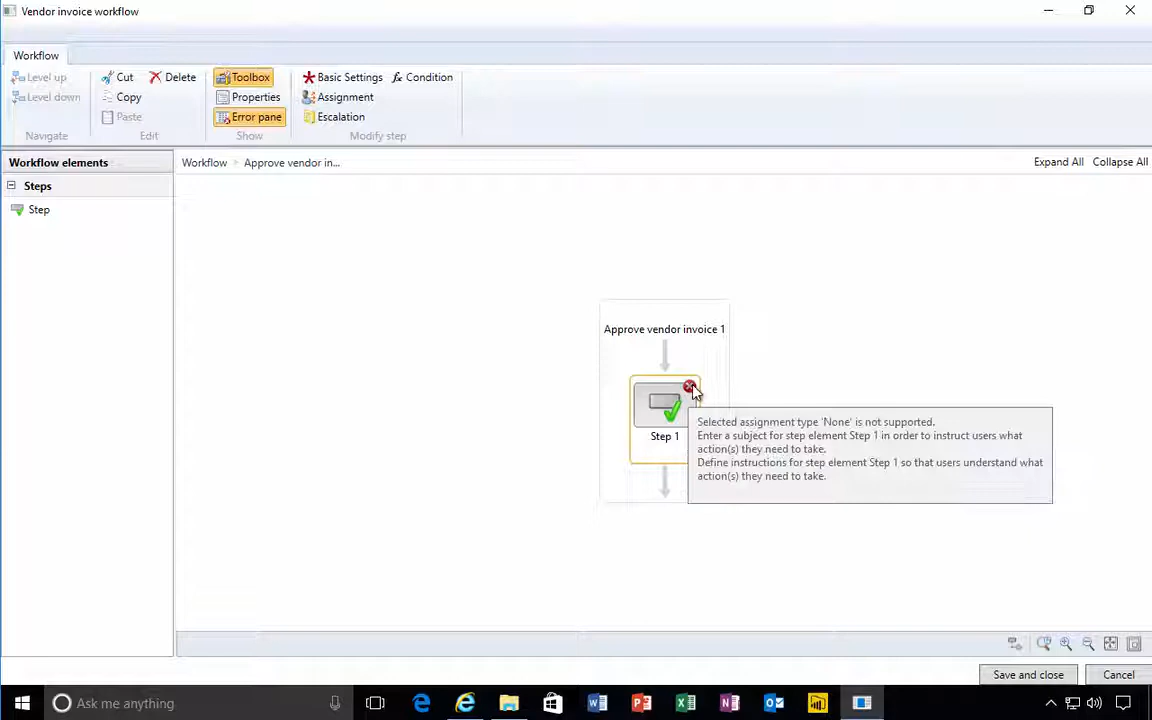 Vendor invoice workflow
Workflow
Level up
Cut
Delete
Toolbox
Basic Settings
fx Condition
Level down
Copy
Properties
Assignment
Paste
Error pane
Escalation
Navigate
Edit
Show
Modify step
Workflow elements
Workflow > Approve vendor in...
Expand All
Collapse All
Steps
Step
Approve vendor invoice 1
Step 1
Selected assignment type 'None' is not supported.
Enter a subject for step element Step 1 in order to instruct users what
action(s) they need to take.
Define instructions for step element Step 1 so that users understand what
action(s) they need to take.
Save and close
Cancel
Ask me anything